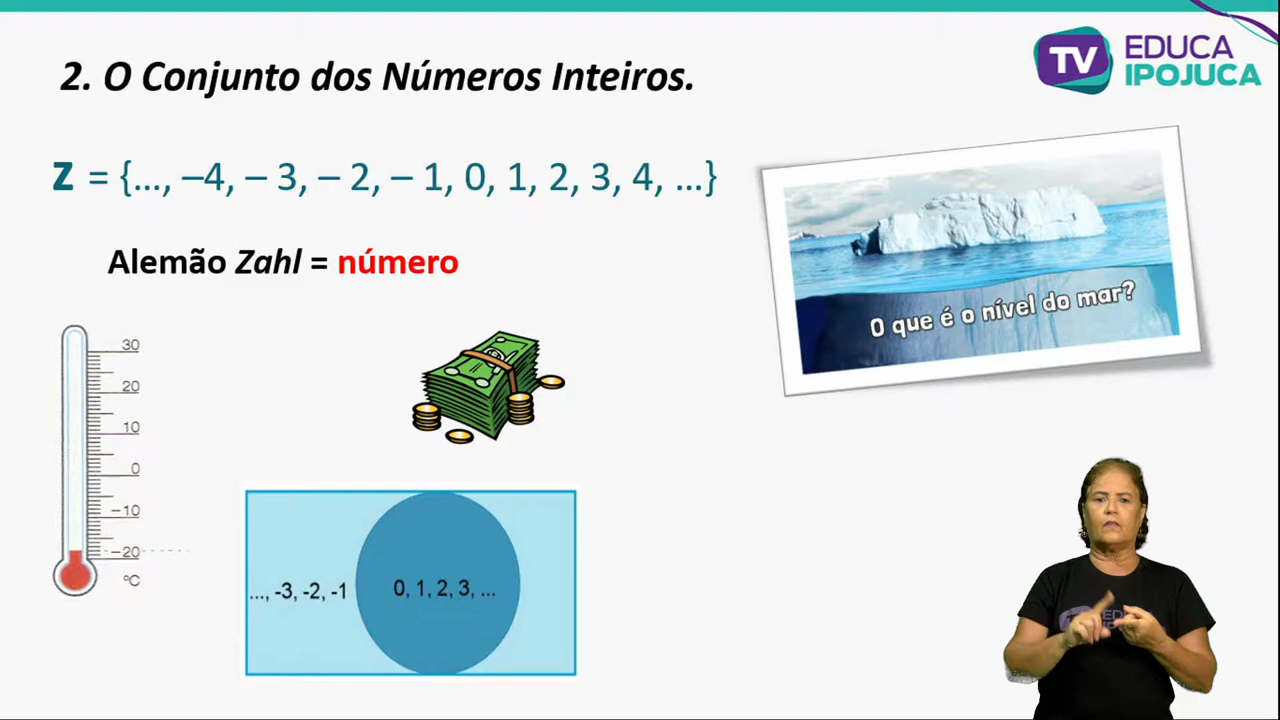 2. O Conjunto dos Números Inteiros.
TV EDUCA
IPOJUCA
Z = {..., –4, – 3, – 2, – 1, 0, 1, 2, 3, 4, ...}
Alemão Zahl = número
O que é o nível do mar?
30
20
10
0
–10
–20
°C
..., -3, -2, -1
0, 1, 2, 3, ...